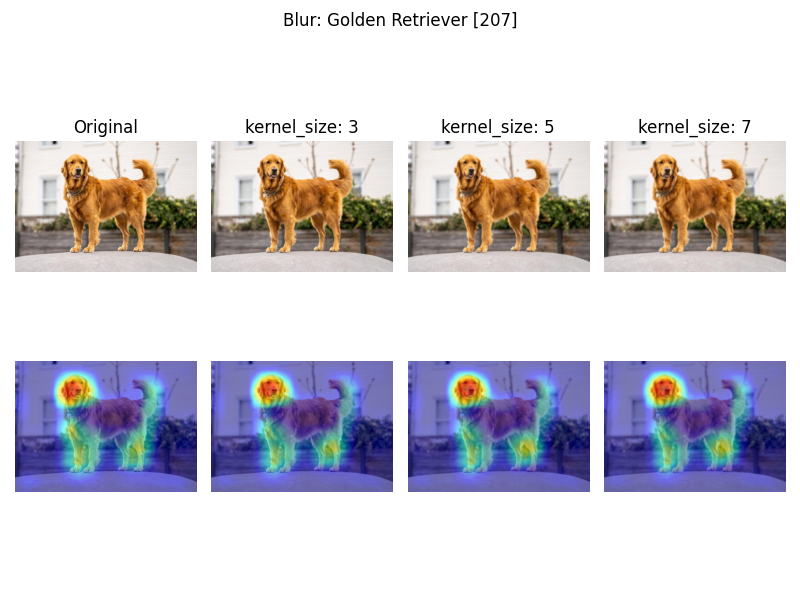 Blur: Golden Retriever [207]
Original
kernel_size: 3
kernel_size: 5
kernel_size: 7